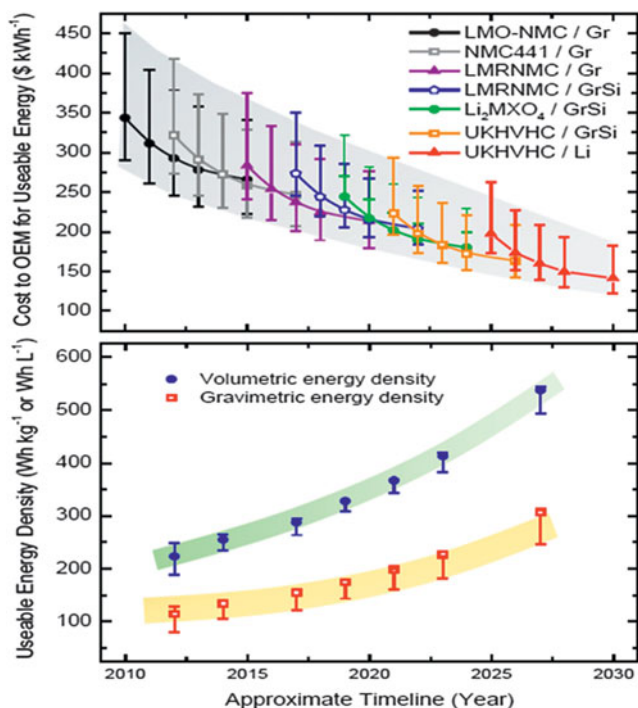 Cost to OEM for Useable Energy ($ kWh⁻¹)
450
400
350
300
250
200
150
100
LMO-NMC / Gr
NMC441 / Gr
LMRNMC / Gr
LMRNMC / GrSi
Li₂MXO₄ / GrSi
UKHVHC / GrSi
UKHVHC / Li
Useable Energy Density (Wh kg⁻¹ or Wh L⁻¹)
600
500
400
300
200
100
0
Volumetric energy density
Gravimetric energy density
2010
2015
2020
2025
2030
Approximate Timeline (Year)